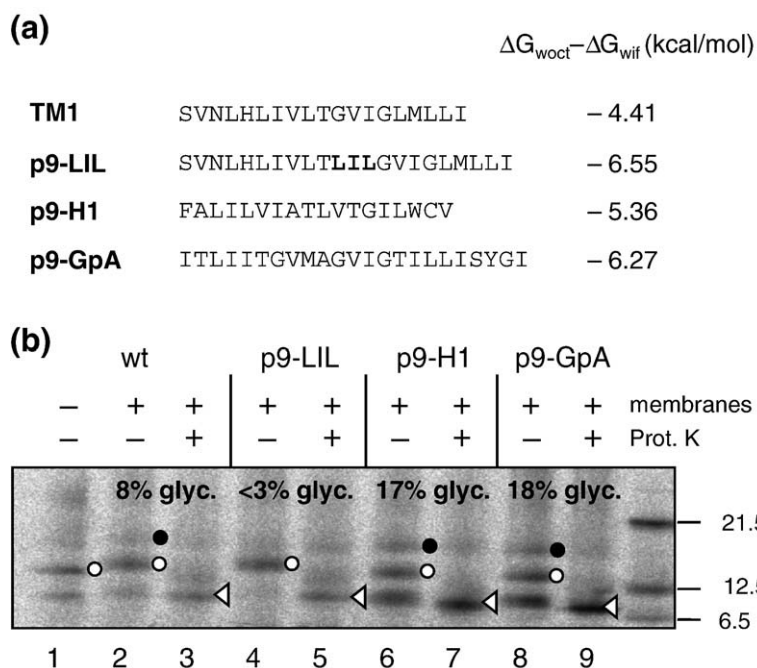 (a)
ΔGwoct−ΔGwif (kcal/mol)
TM1 SVNLHLIVLTGVIGLMLLI − 4.41
p9-LIL SVNLHLIVLTLILGVIGLMLLI − 6.55
p9-H1 FALILVIATLVTGILWCV − 5.36
p9-GpA ITLIITGVMAGVIGTILLISYGI − 6.27
(b)
wt p9-LIL p9-H1 p9-GpA
− + + + + + + + + membranes
− − + − + − + − + Prot. K
8% glyc. <3% glyc. 17% glyc. 18% glyc.
21.5
12.5
6.5
1 2 3 4 5 6 7 8 9